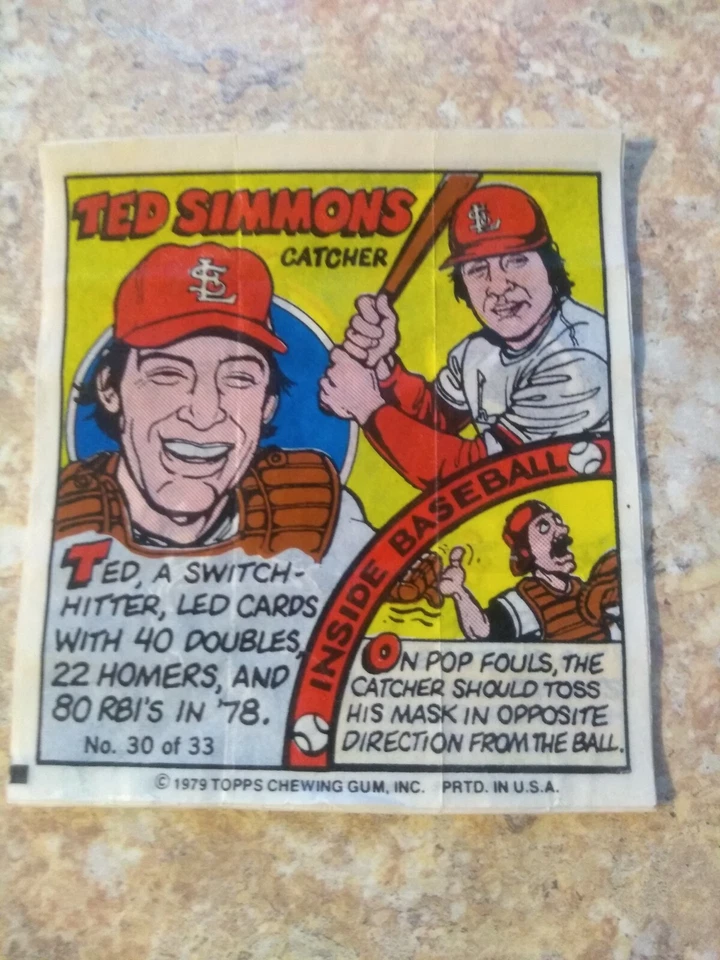 TED SIMMONS
CATCHER
STL
STL
TED, A SWITCH-
HITTER, LED CARDS
WITH 40 DOUBLES,
22 HOMERS, AND
80 RBI'S IN '78.
No. 30 of 33
INSIDE BASEBALL
ON POP FOULS, THE
CATCHER SHOULD TOSS
HIS MASK IN OPPOSITE
DIRECTION FROM THE BALL.
© 1979 TOPPS CHEWING GUM, INC. PRTD. IN U.S.A.